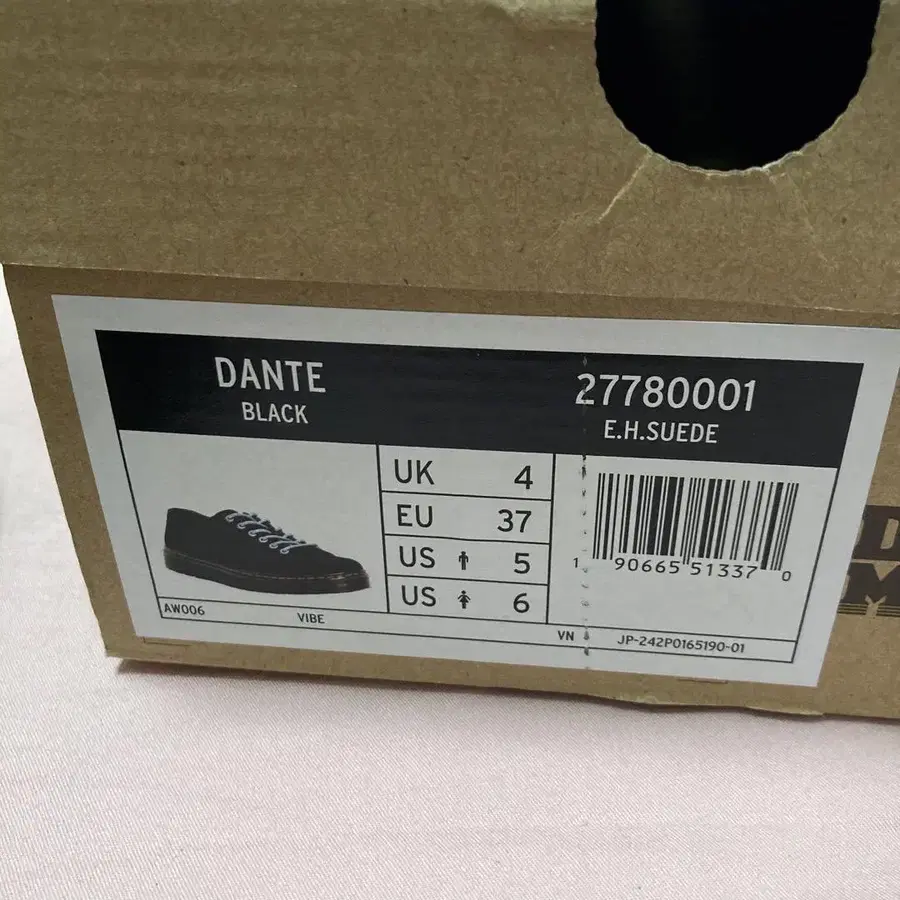 DANTE
BLACK
27780001
E.H.SUEDE
UK 4
EU 37
US 5
US 6
1 90665 51337 0
AW006
VIBE
VN
JP-242P0165190-01